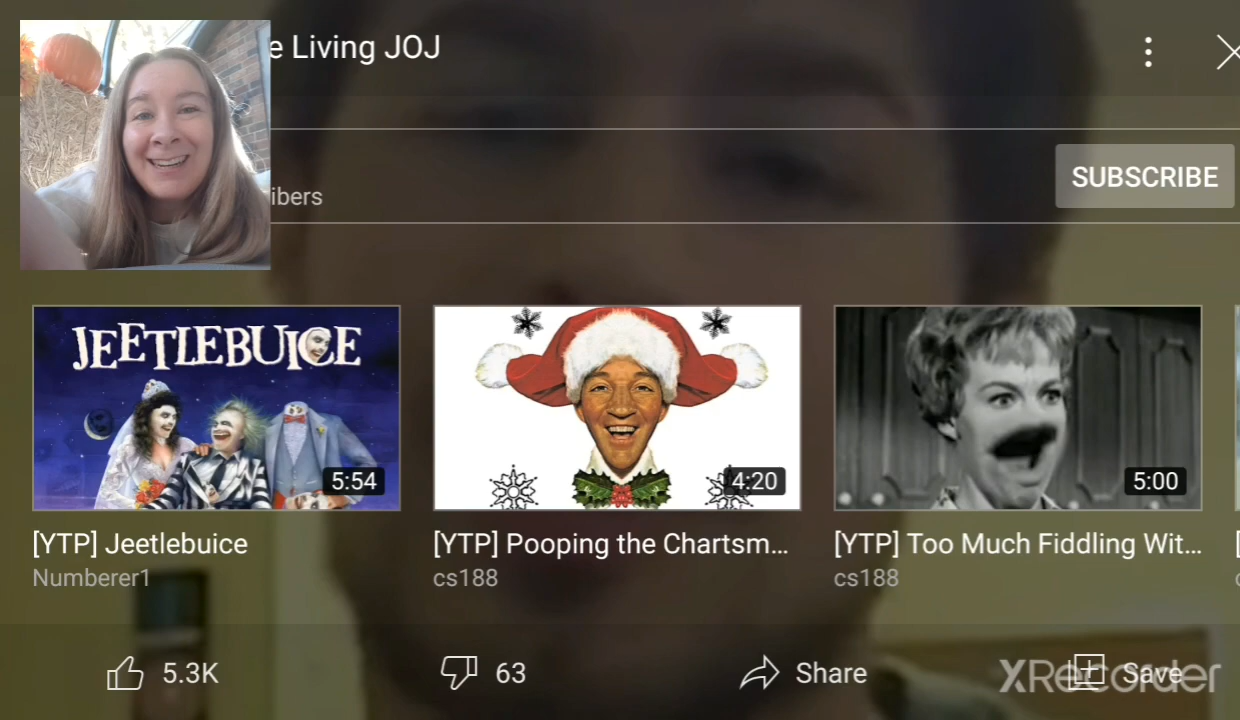 e Living JOJ
ibers
SUBSCRIBE
JEETLEBUICE
5:54
4:20
5:00
[YTP] Jeetlebuice
[YTP] Pooping the Chartsm...
[YTP] Too Much Fiddling Wit...
Numberer1
cs188
cs188
5.3K
63
Share
Save
XRecorder